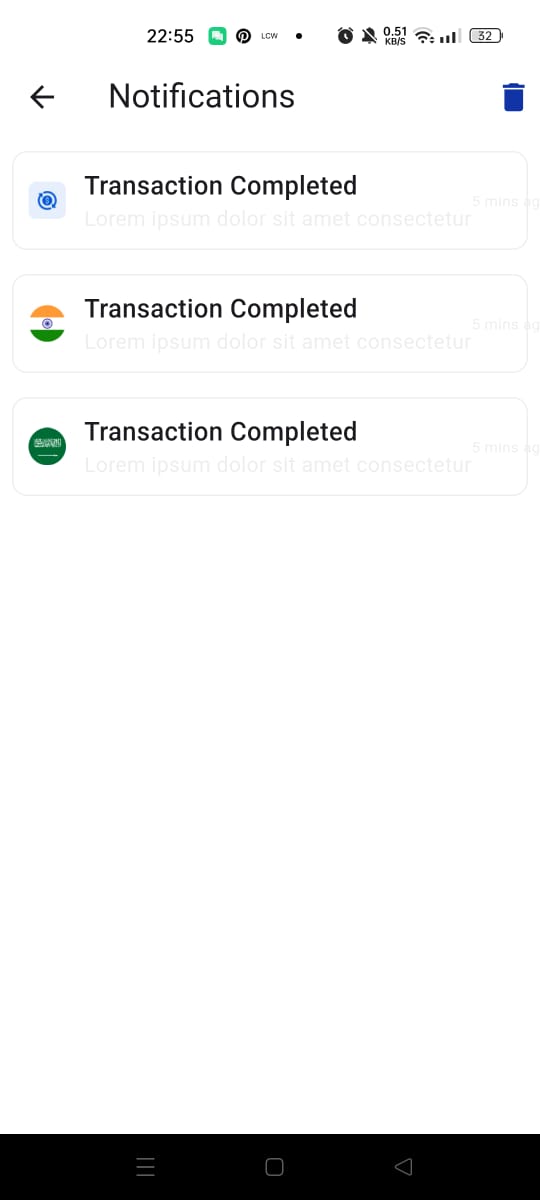 22:55
LCW
0.51
KB/S
32
Notifications
Transaction Completed
Lorem ipsum dolor sit amet consectetur
5 mins ag
Transaction Completed
Lorem ipsum dolor sit amet consectetur
5 mins ag
Transaction Completed
Lorem ipsum dolor sit amet consectetur
5 mins ag